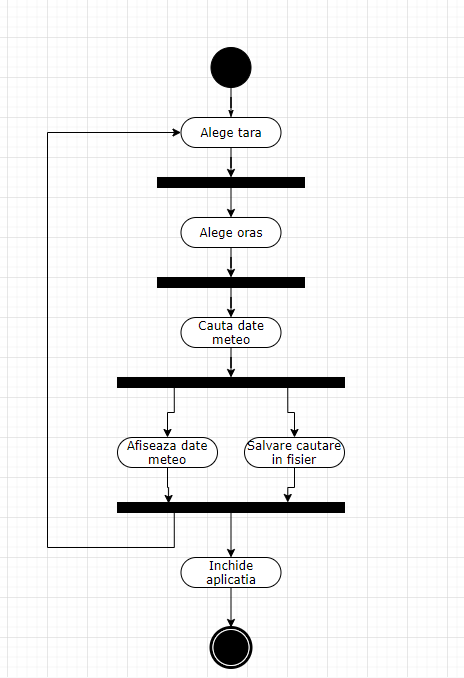 Alege tara
Alege oras
Cauta date
meteo
Afiseaza date
meteo
Salvare cautare
in fisier
Inchide
aplicatia